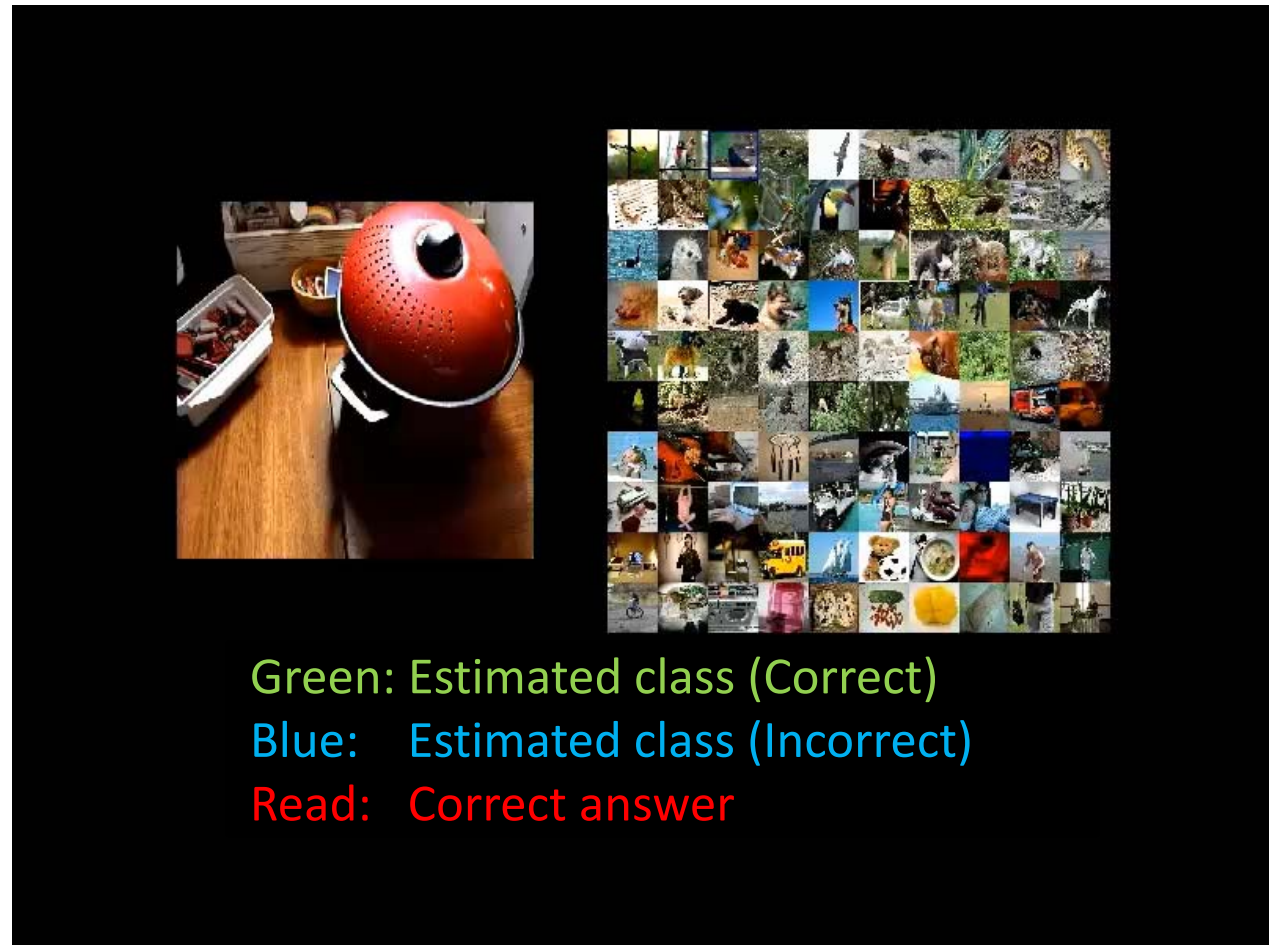 Green: Estimated class (Correct)
Blue: Estimated class (Incorrect)
Read: Correct answer